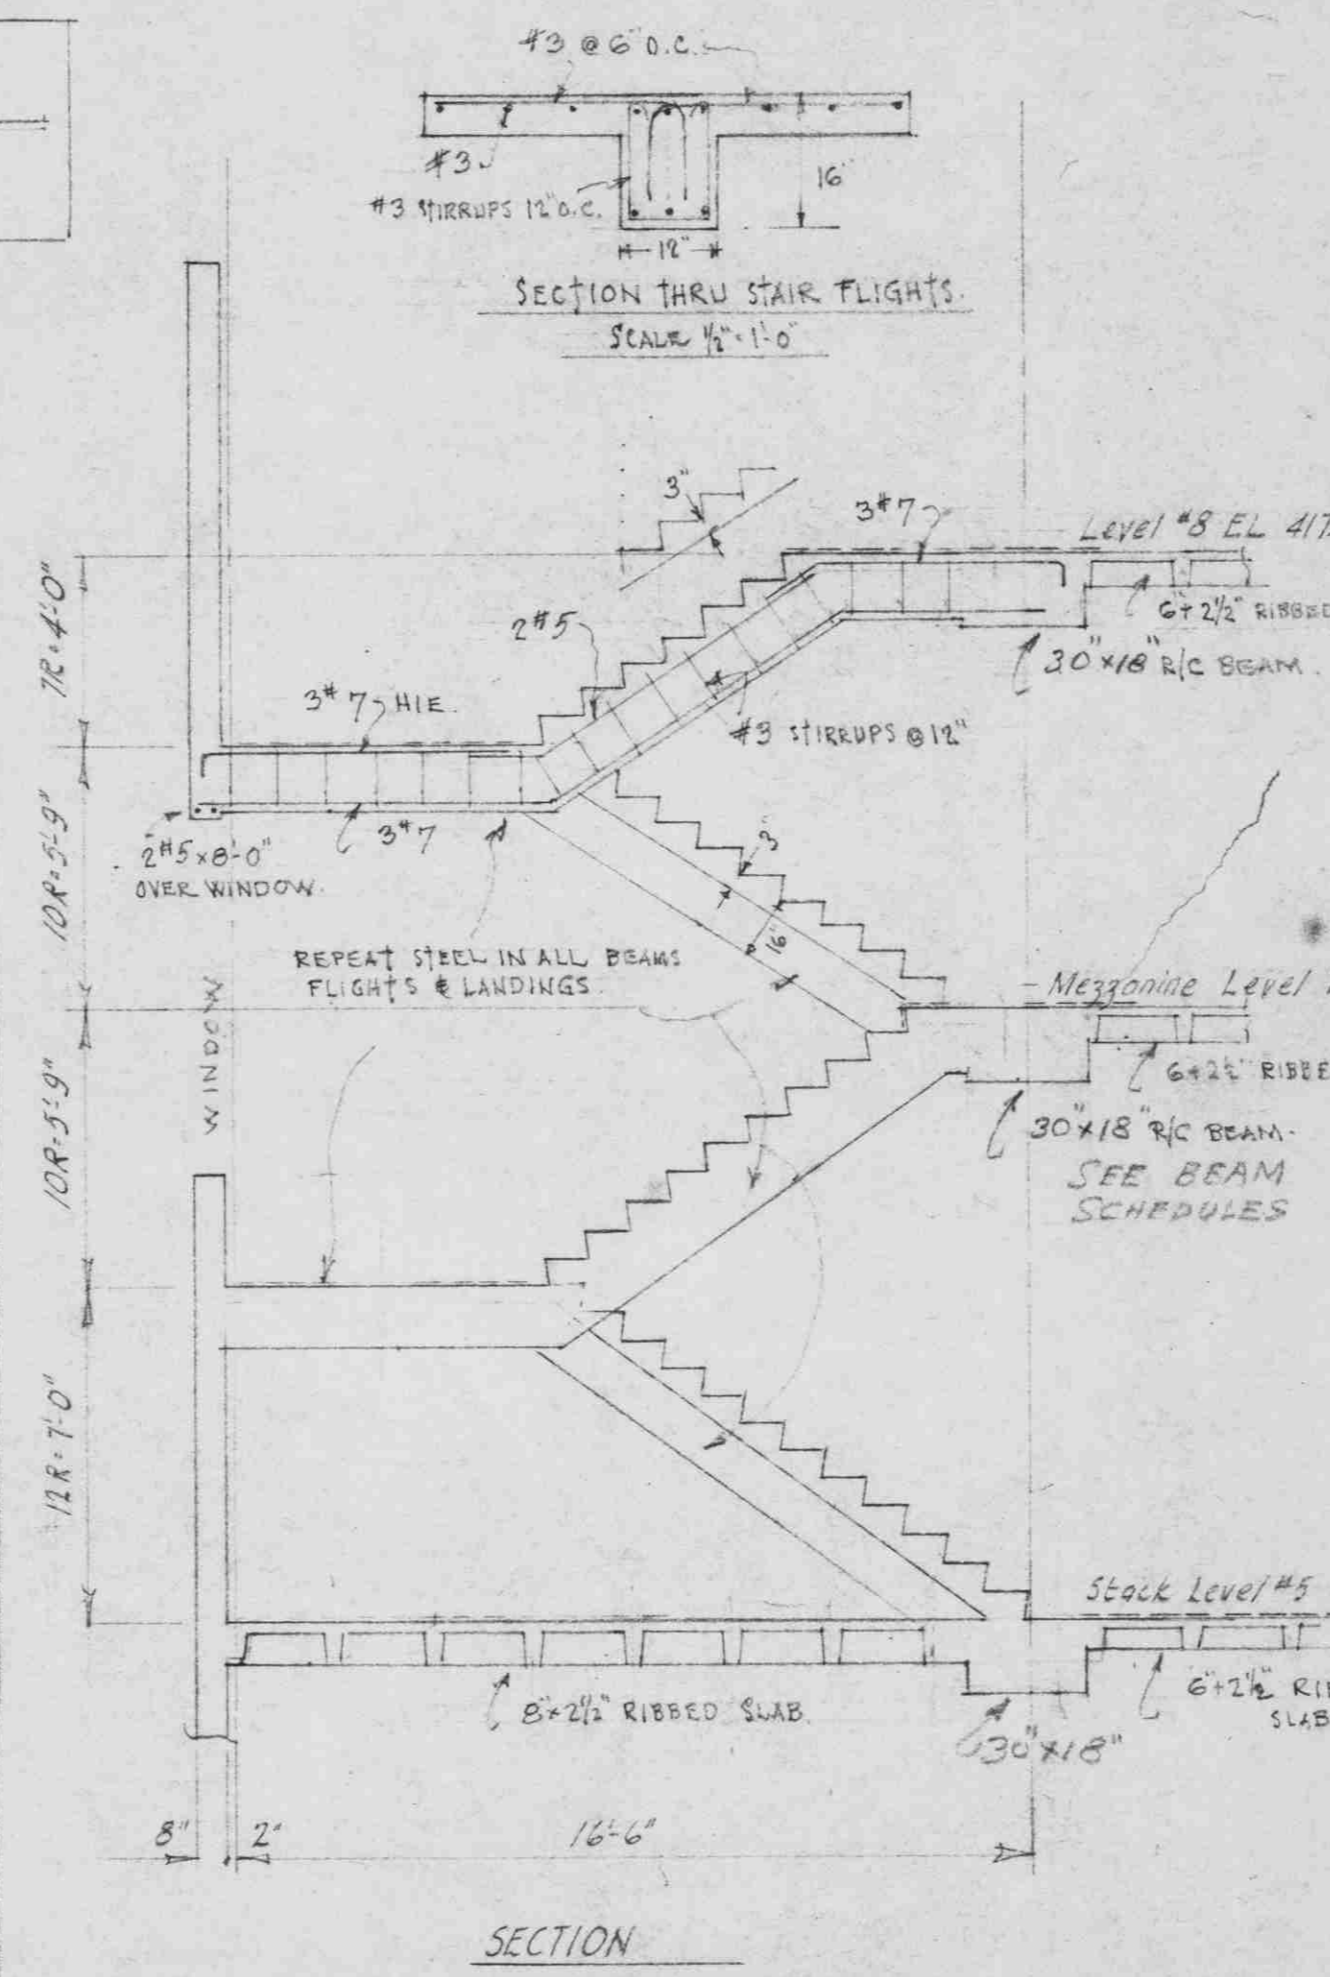 #3 @ 6" O.C.
#3
#3 STIRRUPS 12" O.C.
16"
12"
SECTION THRU STAIR FLIGHTS.
SCALE 1/2" = 1'-0"
3"
3#7
Level #8 EL 417
6"+ 2 1/2" RIBBED
30"x18" R/C BEAM.
2#5
7R=4'-0"
3#7 HIE.
#3 STIRRUPS @ 12"
3#7
2#5x8'-0"
OVER WINDOW.
10R=5'-9"
3"
16"
REPEAT STEEL IN ALL BEAMS
FLIGHTS & LANDINGS.
WINDOW
Mezzanine Level
6+2 1/2" RIBBE
30"x18" R/C BEAM.
SEE BEAM
SCHEDULES
10R=5'-9"
12R=7'-0"
Stack Level #5
8"x2 1/2" RIBBED SLAB.
6"+2 1/2" RI
SLAB
30"x18"
8"
2"
16'-6"
SECTION